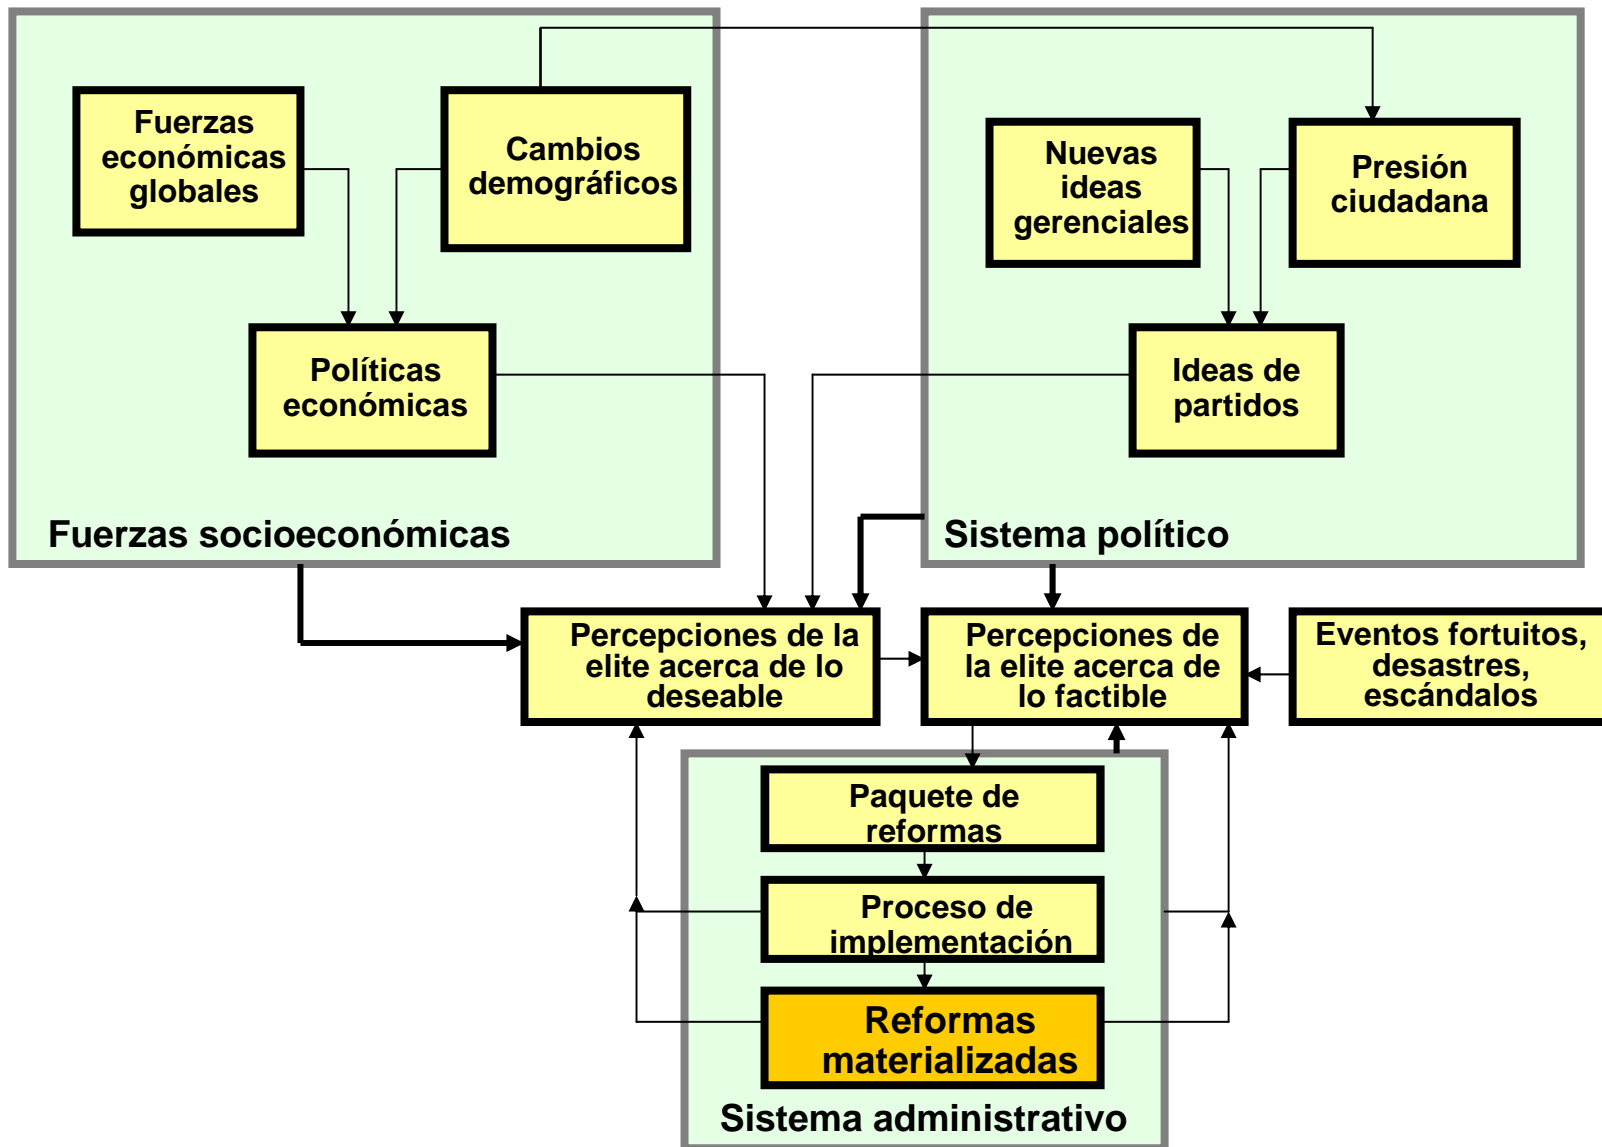 Fuerzas
económicas
globales
Cambios
demográficos
Nuevas
ideas
gerenciales
Presión
ciudadana
Políticas
económicas
Ideas de
partidos
Fuerzas socioeconómicas
Sistema político
Percepciones de la
elite acerca de lo
deseable
Percepciones de
la elite acerca de
lo factible
Eventos fortuitos,
desastres,
escándalos
Paquete de
reformas
Proceso de
implementación
Reformas
materializadas
Sistema administrativo